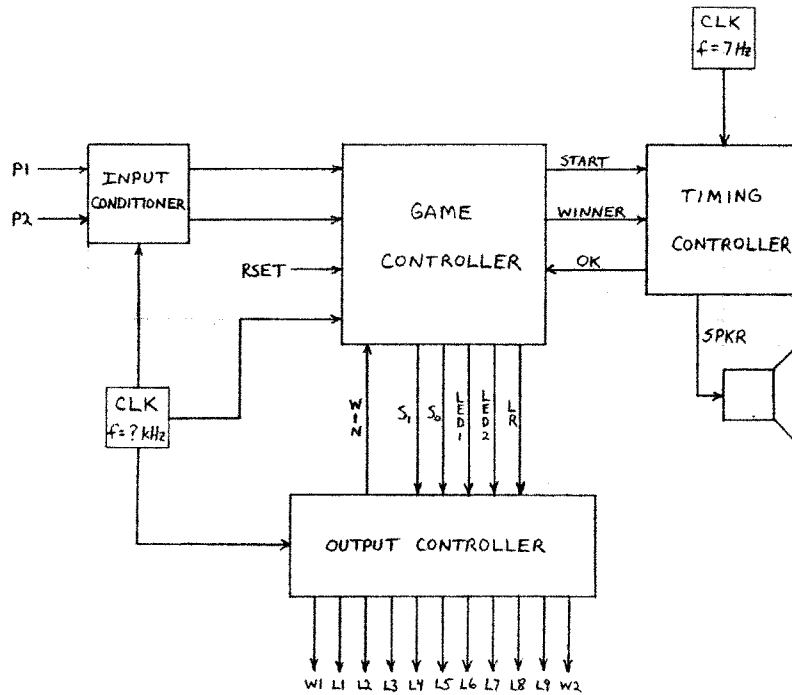 CLK
f=7Hz
P1
P2
INPUT
CONDITIONER
GAME
CONTROLLER
RSET
START
WINNER
OK
TIMING
CONTROLLER
SPKR
CLK
f=?kHz
WIN
S1
S0
LED1
LED2
LR
OUTPUT CONTROLLER
W1 L1 L2 L3 L4 L5 L6 L7 L8 L9 W2